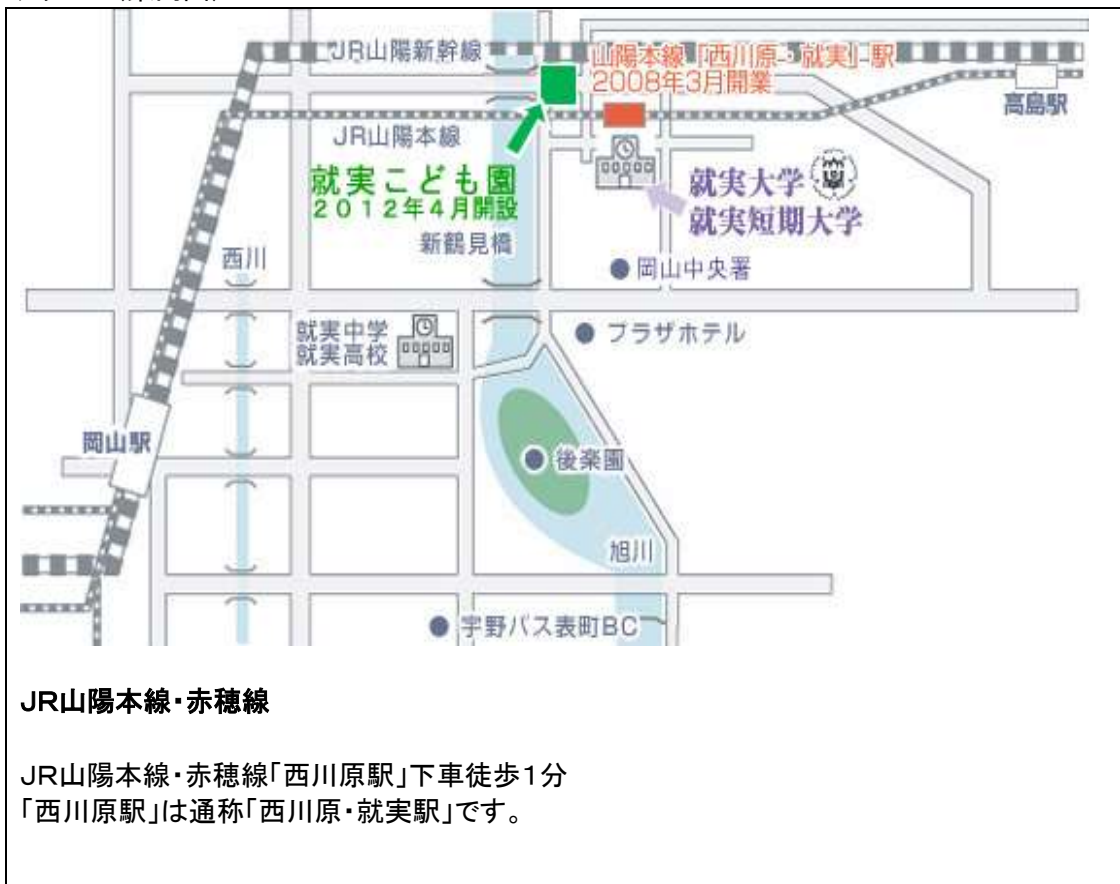 JR山陽新幹線
山陽本線「西川原・就実」駅
2008年3月開業
高島駅
JR山陽本線
就実こども園
2012年4月開設
就実大学
就実短期大学
新鶴見橋
西川
●岡山中央署
就実中学
就実高校
●プラザホテル
岡山駅
●後楽園
旭川
●宇野バス表町BC
JR山陽本線・赤穂線
JR山陽本線・赤穂線「西川原駅」下車徒歩1分
「西川原駅」は通称「西川原・就実駅」です。